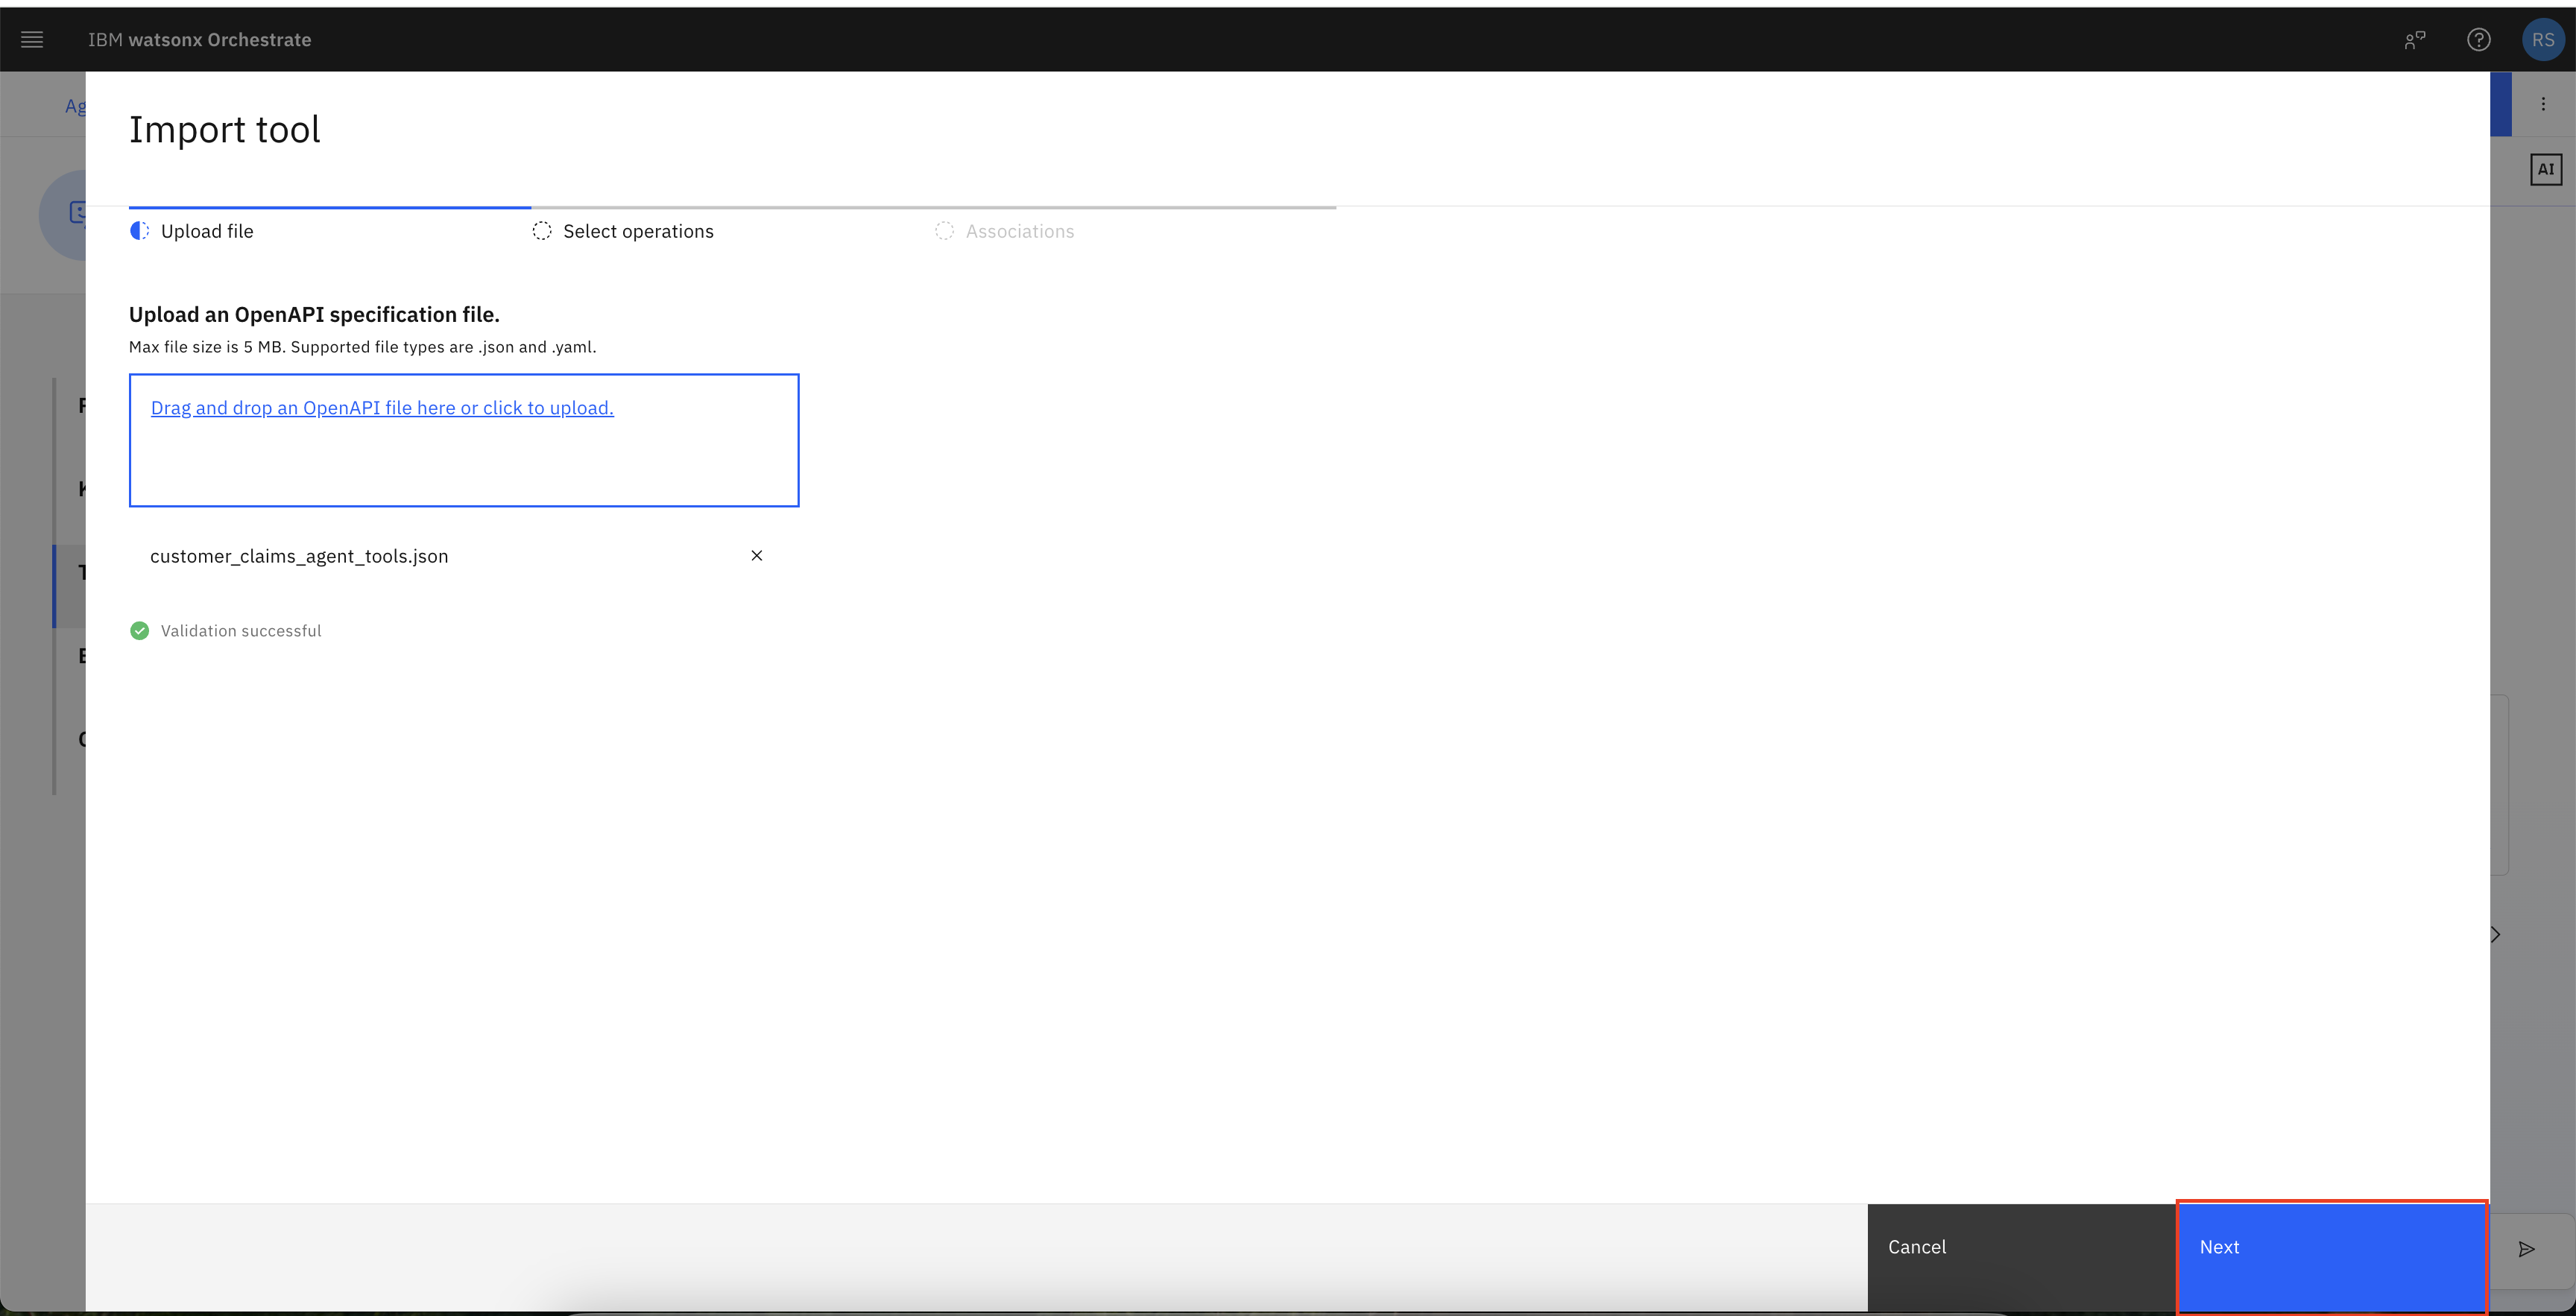 IBM watsonx Orchestrate
RS
Ag
AI
Import tool
Upload file
Select operations
Associations
Upload an OpenAPI specification file.
Max file size is 5 MB. Supported file types are .json and .yaml.
Drag and drop an OpenAPI file here or click to upload.
customer_claims_agent_tools.json
Validation successful
Cancel
Next